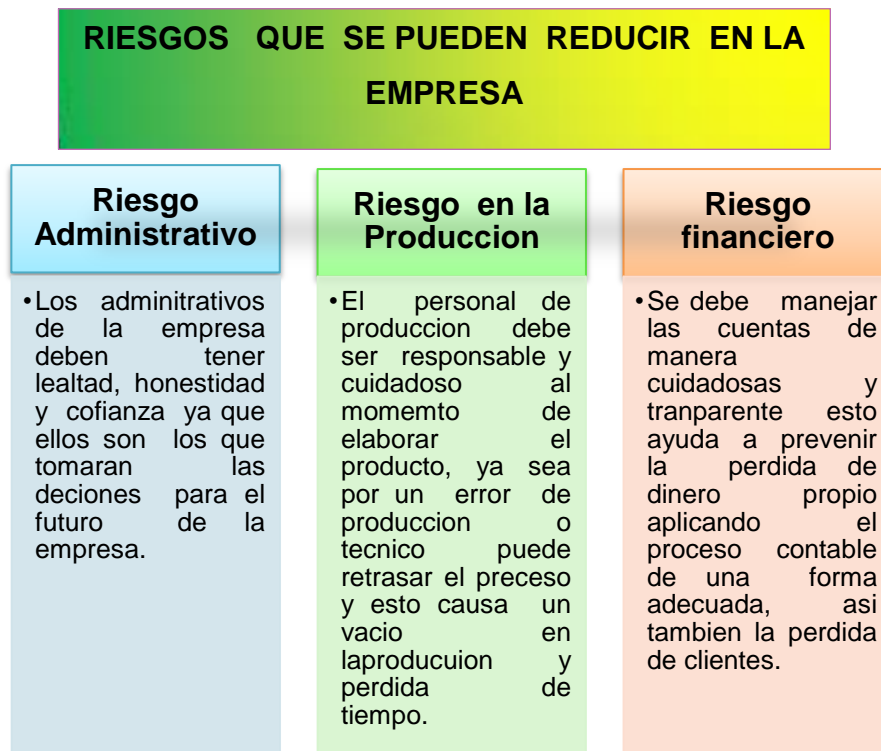 RIESGOS QUE SE PUEDEN REDUCIR EN LA
EMPRESA
Riesgo
Administrativo
•Los adminitrativos
de la empresa
deben tener
lealtad, honestidad
y cofianza ya que
ellos son los que
tomaran las
deciones para el
futuro de la
empresa.
Riesgo en la
Produccion
•El personal de
produccion debe
ser responsable y
cuidadoso al
momemto de
elaborar el
producto, ya sea
por un error de
produccion o
tecnico puede
retrasar el preceso
y esto causa un
vacio en
laproducuion y
perdida de
tiempo.
Riesgo
financiero
•Se debe manejar
las cuentas de
manera
cuidadosas y
tranparente esto
ayuda a prevenir
la perdida de
dinero propio
aplicando el
proceso contable
de una forma
adecuada, asi
tambien la perdida
de clientes.